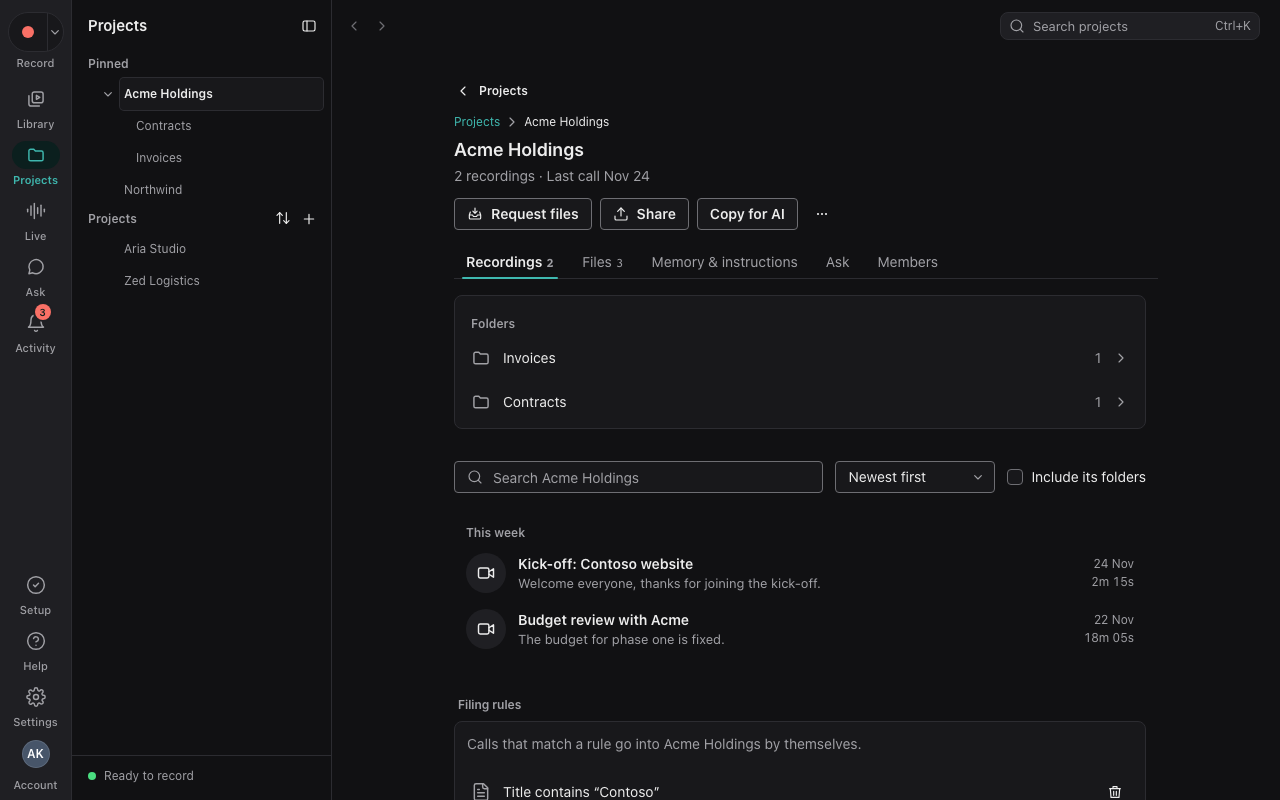 Record
Library
Projects
Live
Ask
3
Activity
Setup
Help
Settings
AK
Account
Projects
Pinned
Acme Holdings
Contracts
Invoices
Northwind
Projects
Aria Studio
Zed Logistics
Ready to record
Search projects Ctrl+K
Projects
Projects Acme Holdings
Acme Holdings
2 recordings · Last call Nov 24
Request files Share Copy for AI ···
Recordings 2 Files 3 Memory & instructions Ask Members
Folders
Invoices 1
Contracts 1
Search Acme Holdings Newest first Include its folders
This week
Kick-off: Contoso website 24 Nov
Welcome everyone, thanks for joining the kick-off. 2m 15s
Budget review with Acme 22 Nov
The budget for phase one is fixed. 18m 05s
Filing rules
Calls that match a rule go into Acme Holdings by themselves.
Title contains “Contoso”